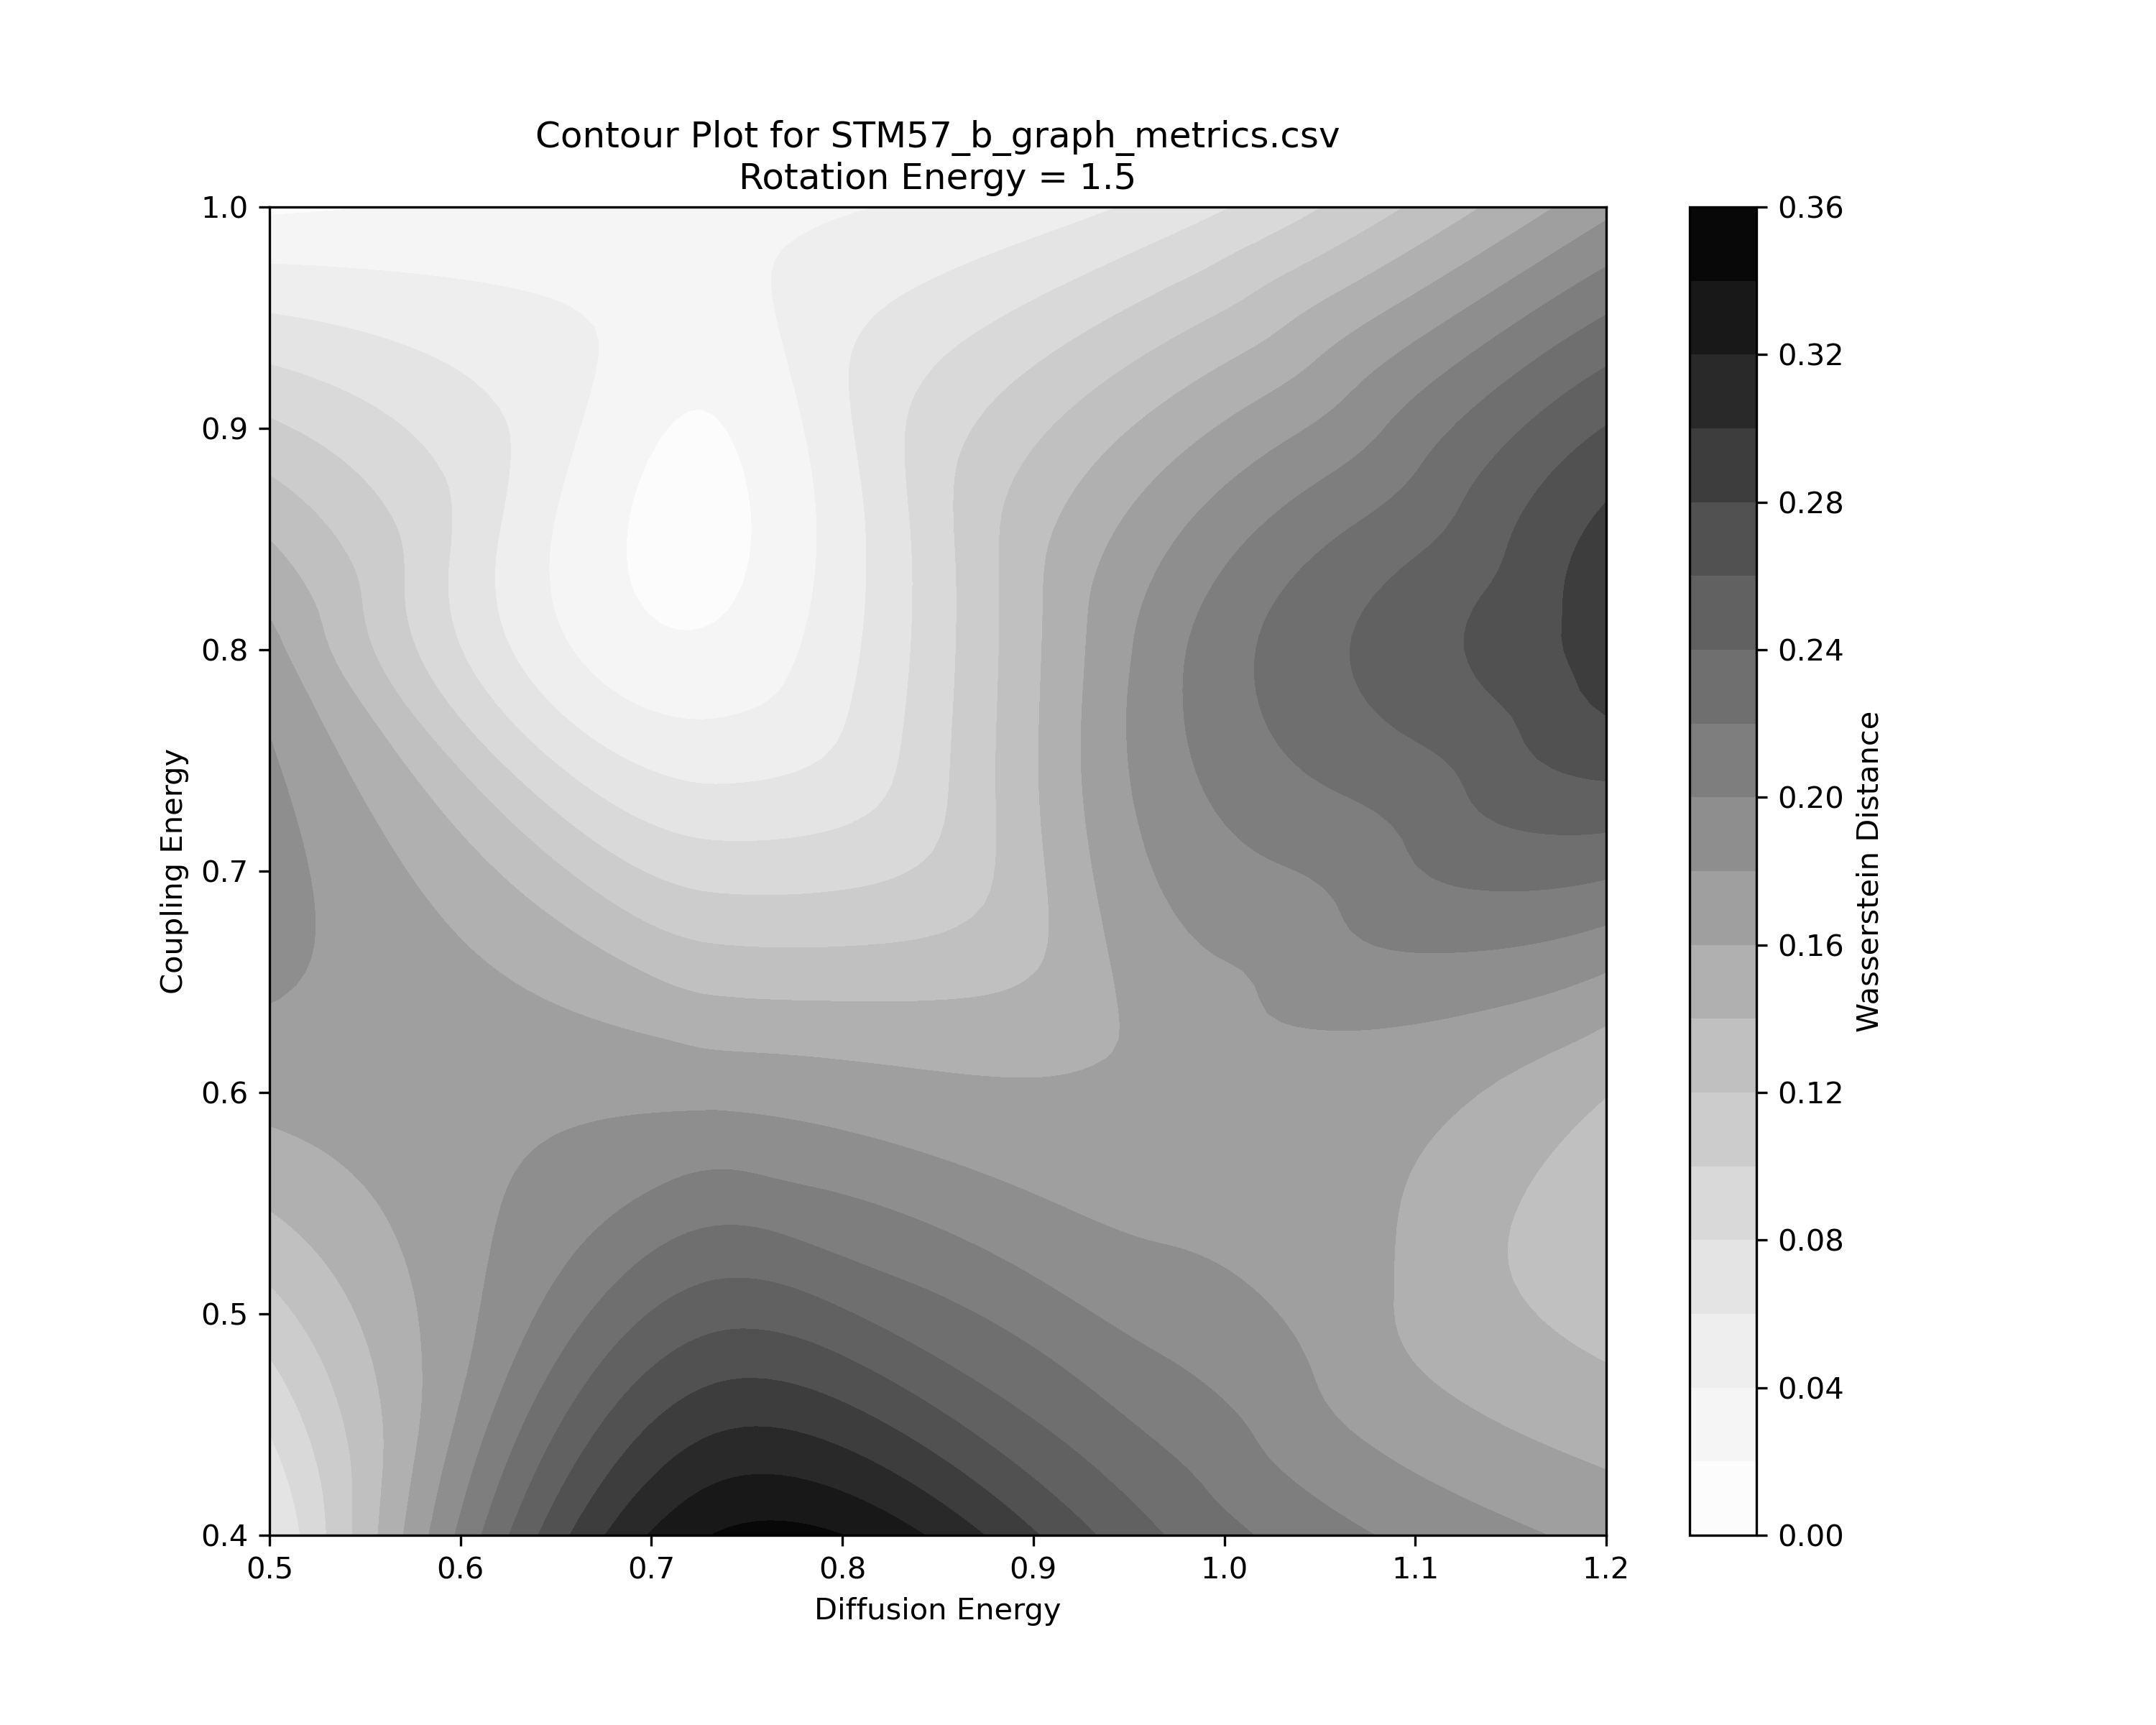 Contour Plot for STM57_b_graph_metrics.csv
Rotation Energy = 1.5
1.0
0.9
0.8
0.7
0.6
0.5
0.4
Coupling Energy
0.5 0.6 0.7 0.8 0.9 1.0 1.1 1.2
Diffusion Energy
0.36
0.32
0.28
0.24
0.20
0.16
0.12
0.08
0.04
0.00
Wasserstein Distance